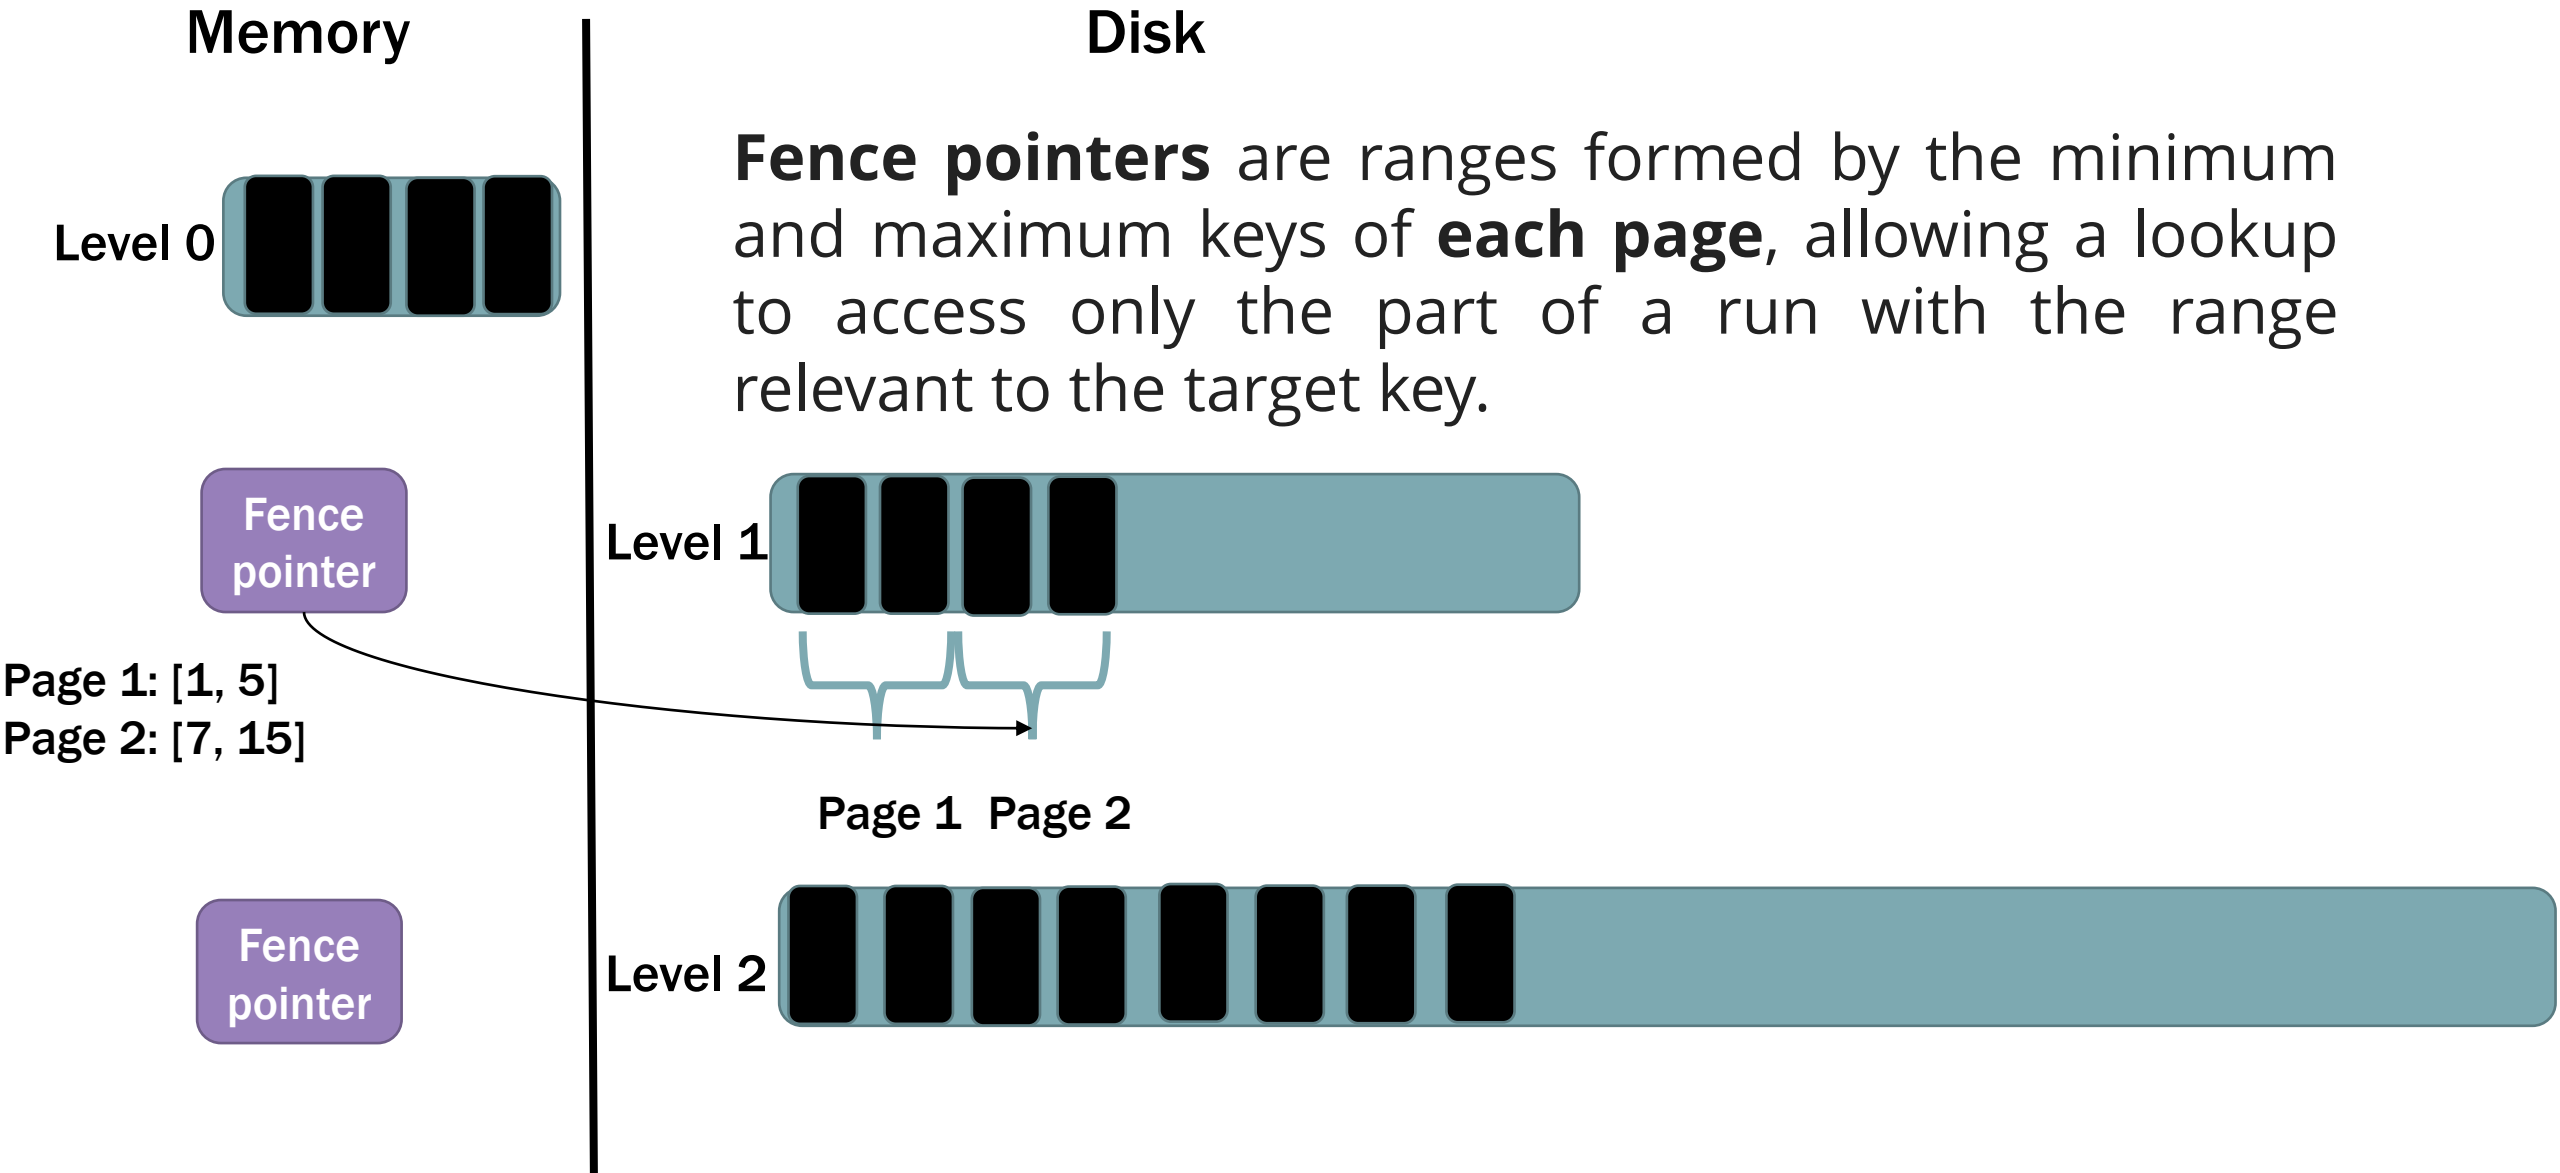 Memory
Disk
Fence pointers are ranges formed by the minimum
and maximum keys of each page, allowing a lookup
to access only the part of a run with the range
relevant to the target key.
Level 0
Fence
pointer
Level 1
Page 1: [1, 5]
Page 2: [7, 15]
Page 1 Page 2
Fence
pointer
Level 2